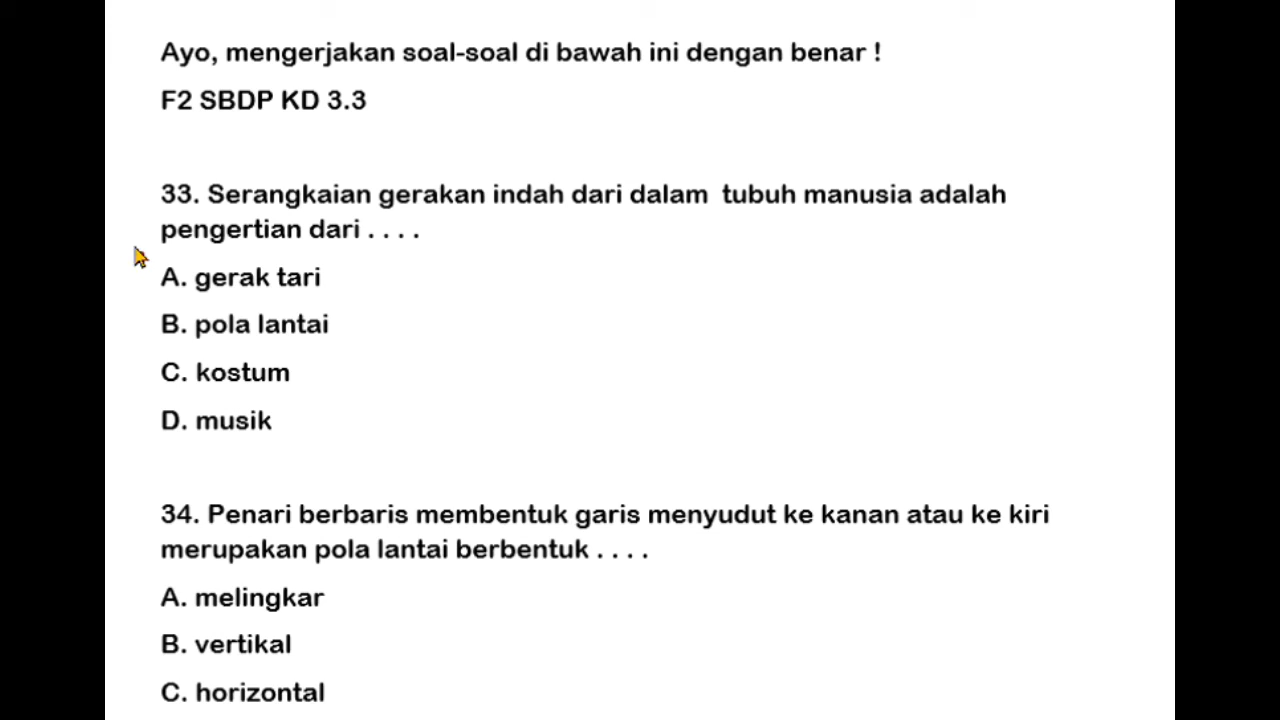 Ayo, mengerjakan soal-soal di bawah ini dengan benar !
F2 SBDP KD 3.3
33. Serangkaian gerakan indah dari dalam  tubuh manusia adalah
pengertian dari . . . .
A. gerak tari
B. pola lantai
C. kostum
D. musik
34. Penari berbaris membentuk garis menyudut ke kanan atau ke kiri
merupakan pola lantai berbentuk . . . .
A. melingkar
B. vertikal
C. horizontal